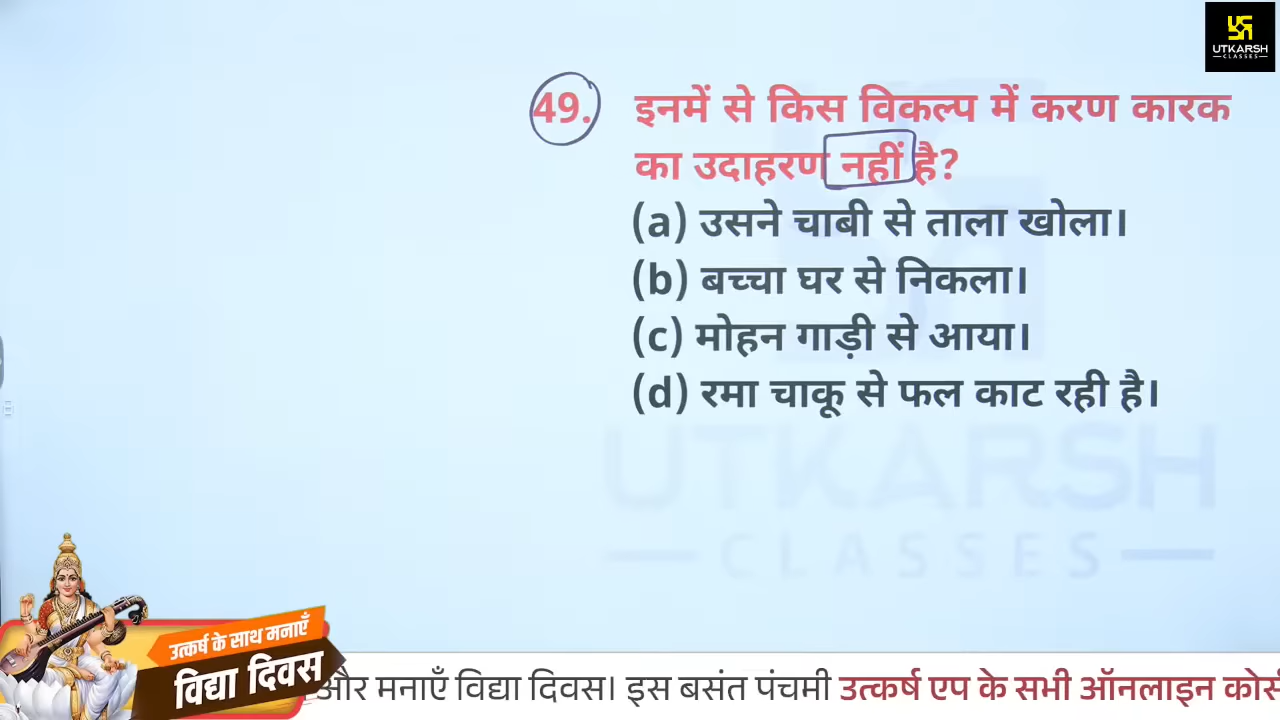 UTKARSH
CLASSES
49. इनमें से किस विकल्प में करण कारक
का उदाहरण नहीं है?
(a) उसने चाबी से ताला खोला।
(b) बच्चा घर से निकला।
(c) मोहन गाड़ी से आया।
(d) रमा चाकू से फल काट रही है।
UTKARSH
CLASSES
उत्कर्ष के साथ मनाएँ
विद्या दिवस
और मनाएँ विद्या दिवस। इस बसंत पंचमी उत्कर्ष एप के सभी ऑनलाइन